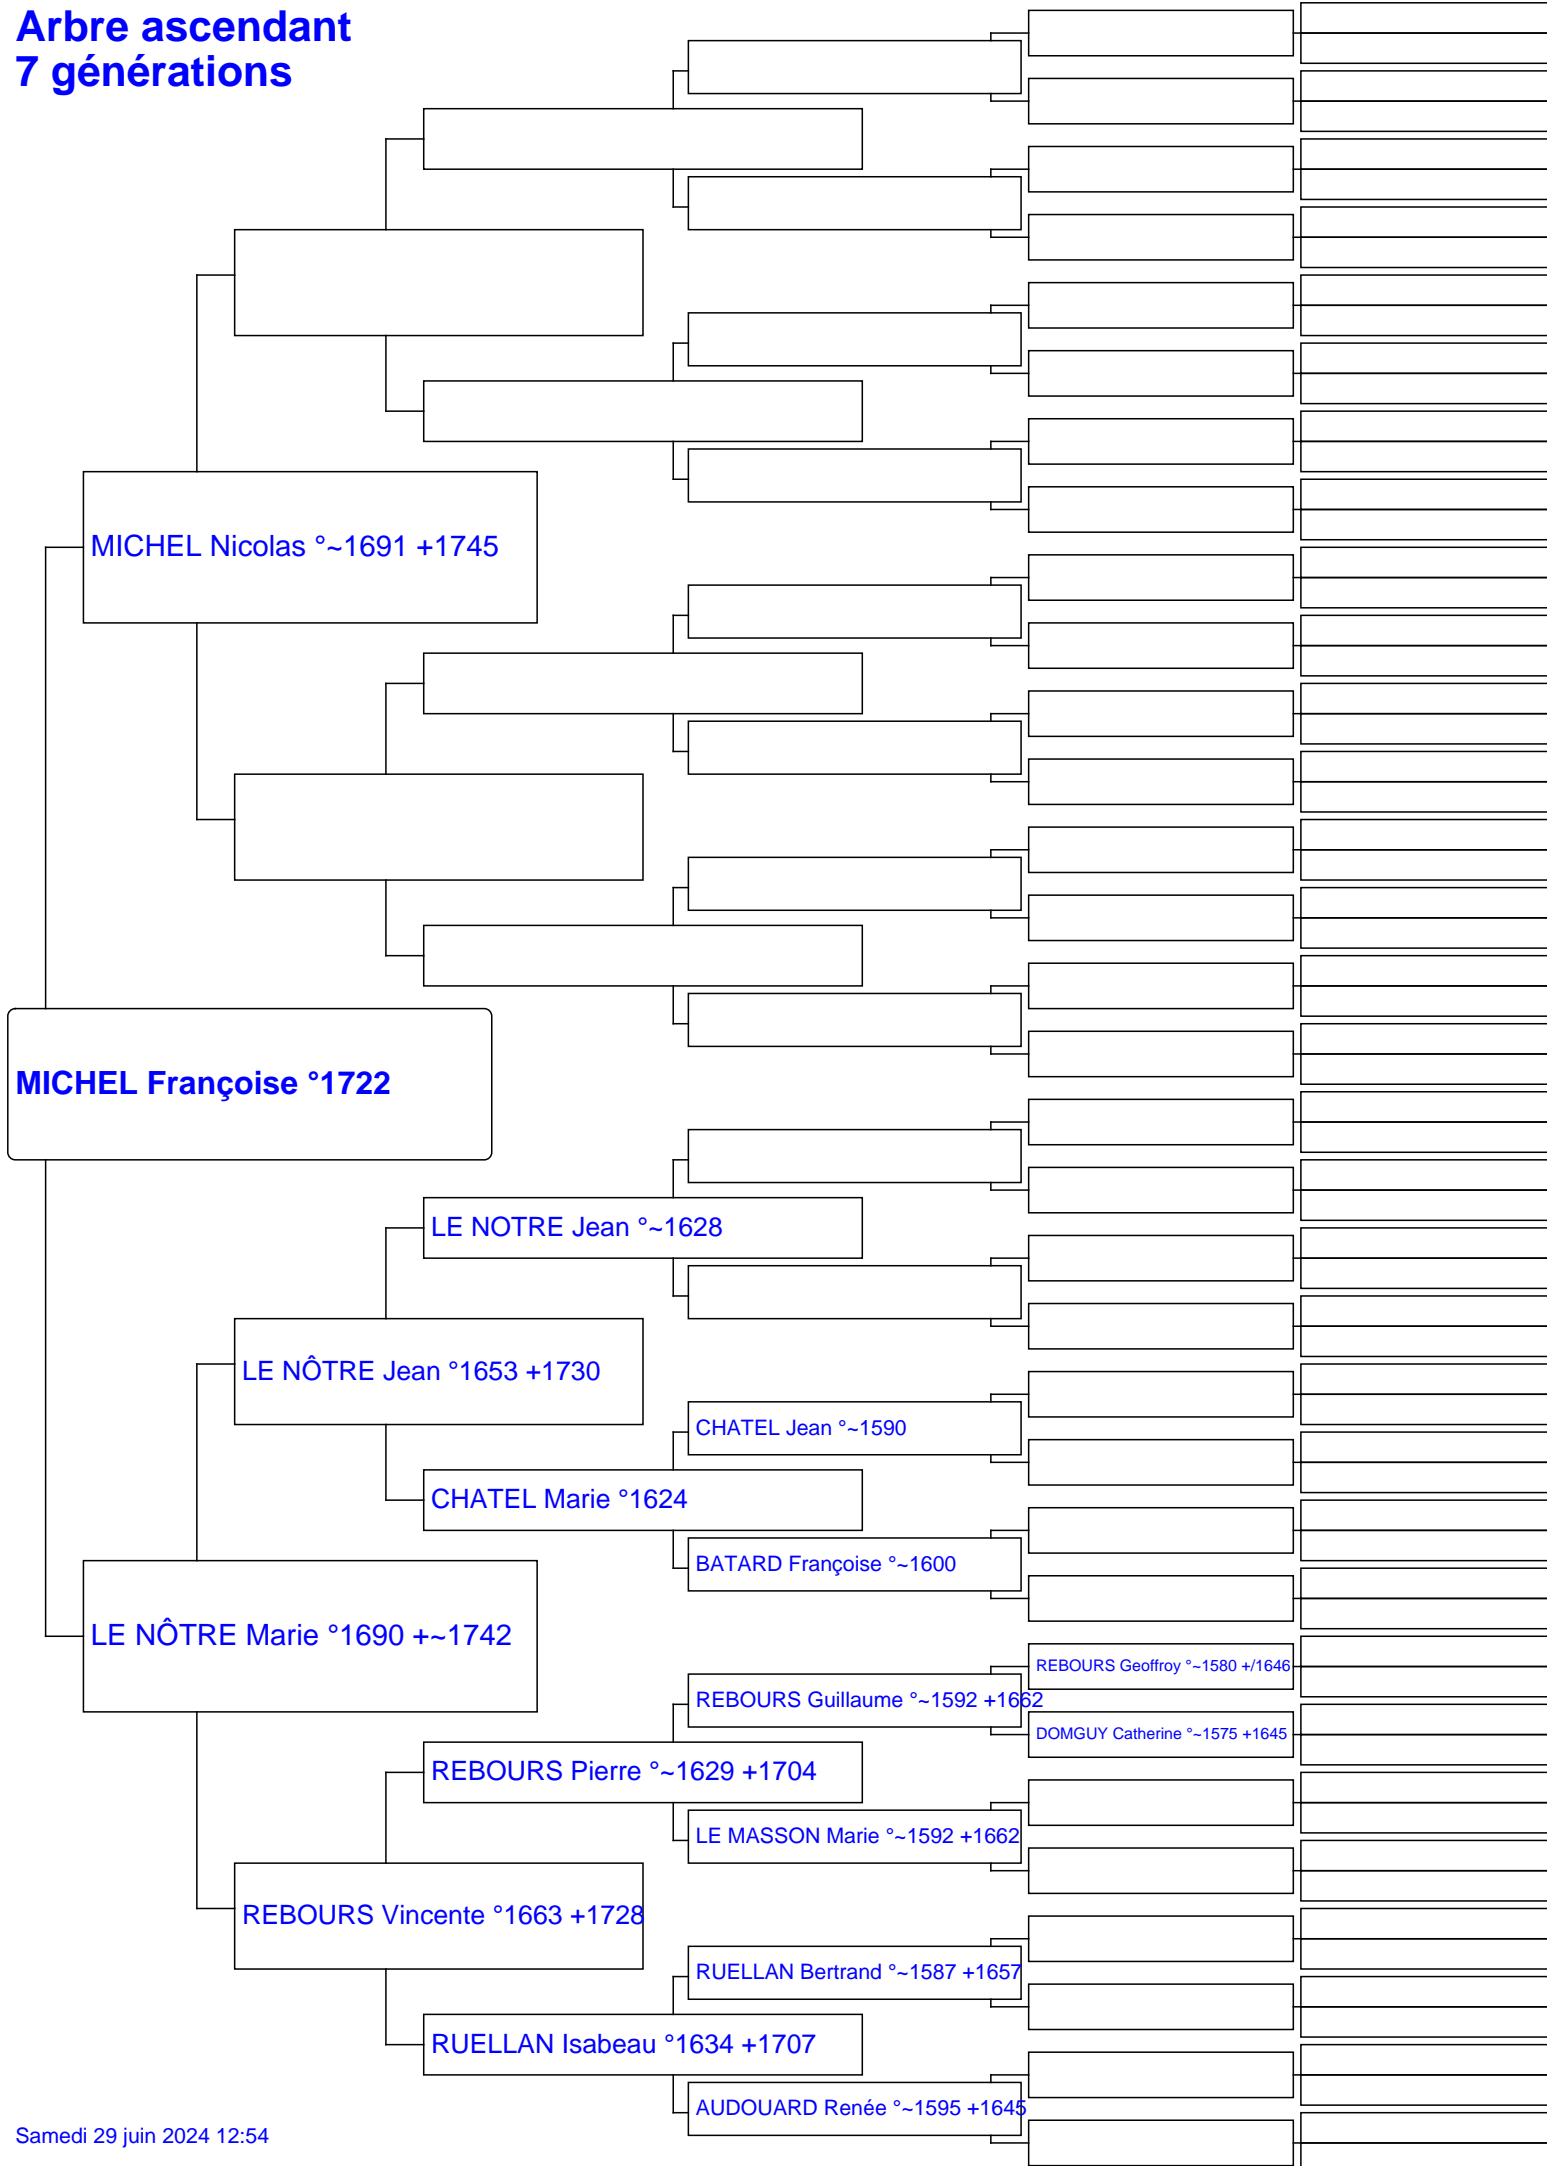 Arbre ascendant
7 générations
MICHEL Nicolas °~1691 +1745
MICHEL Françoise °1722
LE NOTRE Jean °~1628
LE NÔTRE Jean °1653 +1730
CHATEL Jean °~1590
CHATEL Marie °1624
BATARD Françoise °~1600
LE NÔTRE Marie °1690 +~1742
REBOURS Geoffroy °~1580 +/1646
REBOURS Guillaume °~1592 +1662
DOMGUY Catherine °~1575 +1645
REBOURS Pierre °~1629 +1704
LE MASSON Marie °~1592 +1662
REBOURS Vincente °1663 +1728
RUELLAN Bertrand °~1587 +1657
RUELLAN Isabeau °1634 +1707
AUDOUARD Renée °~1595 +1645
Samedi 29 juin 2024 12:54